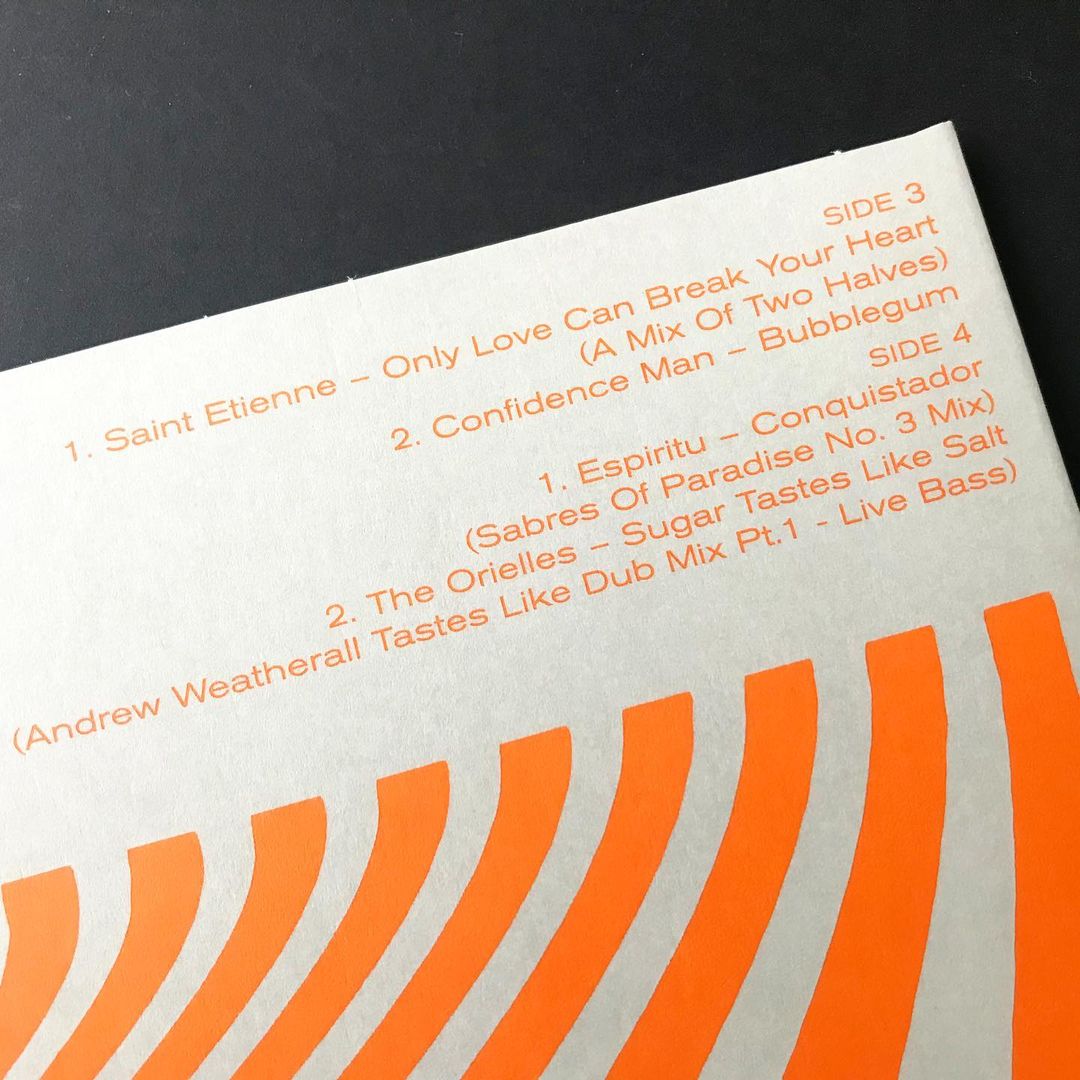 SIDE 3
1. Saint Etienne – Only Love Can Break Your Heart
(A Mix Of Two Halves)
2. Confidence Man – Bubblegum
SIDE 4
1. Espiritu – Conquistador
(Sabres Of Paradise No. 3 Mix)
2. The Orielles – Sugar Tastes Like Salt
(Andrew Weatherall Tastes Like Dub Mix Pt.1 - Live Bass)